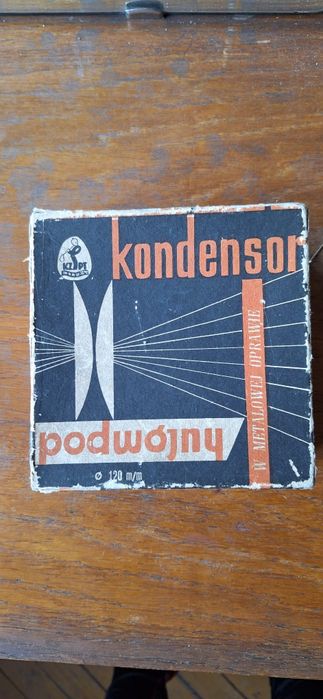 kondensor
podwójny
W METALOWEJ OPRAWIE
ø 120 m/m